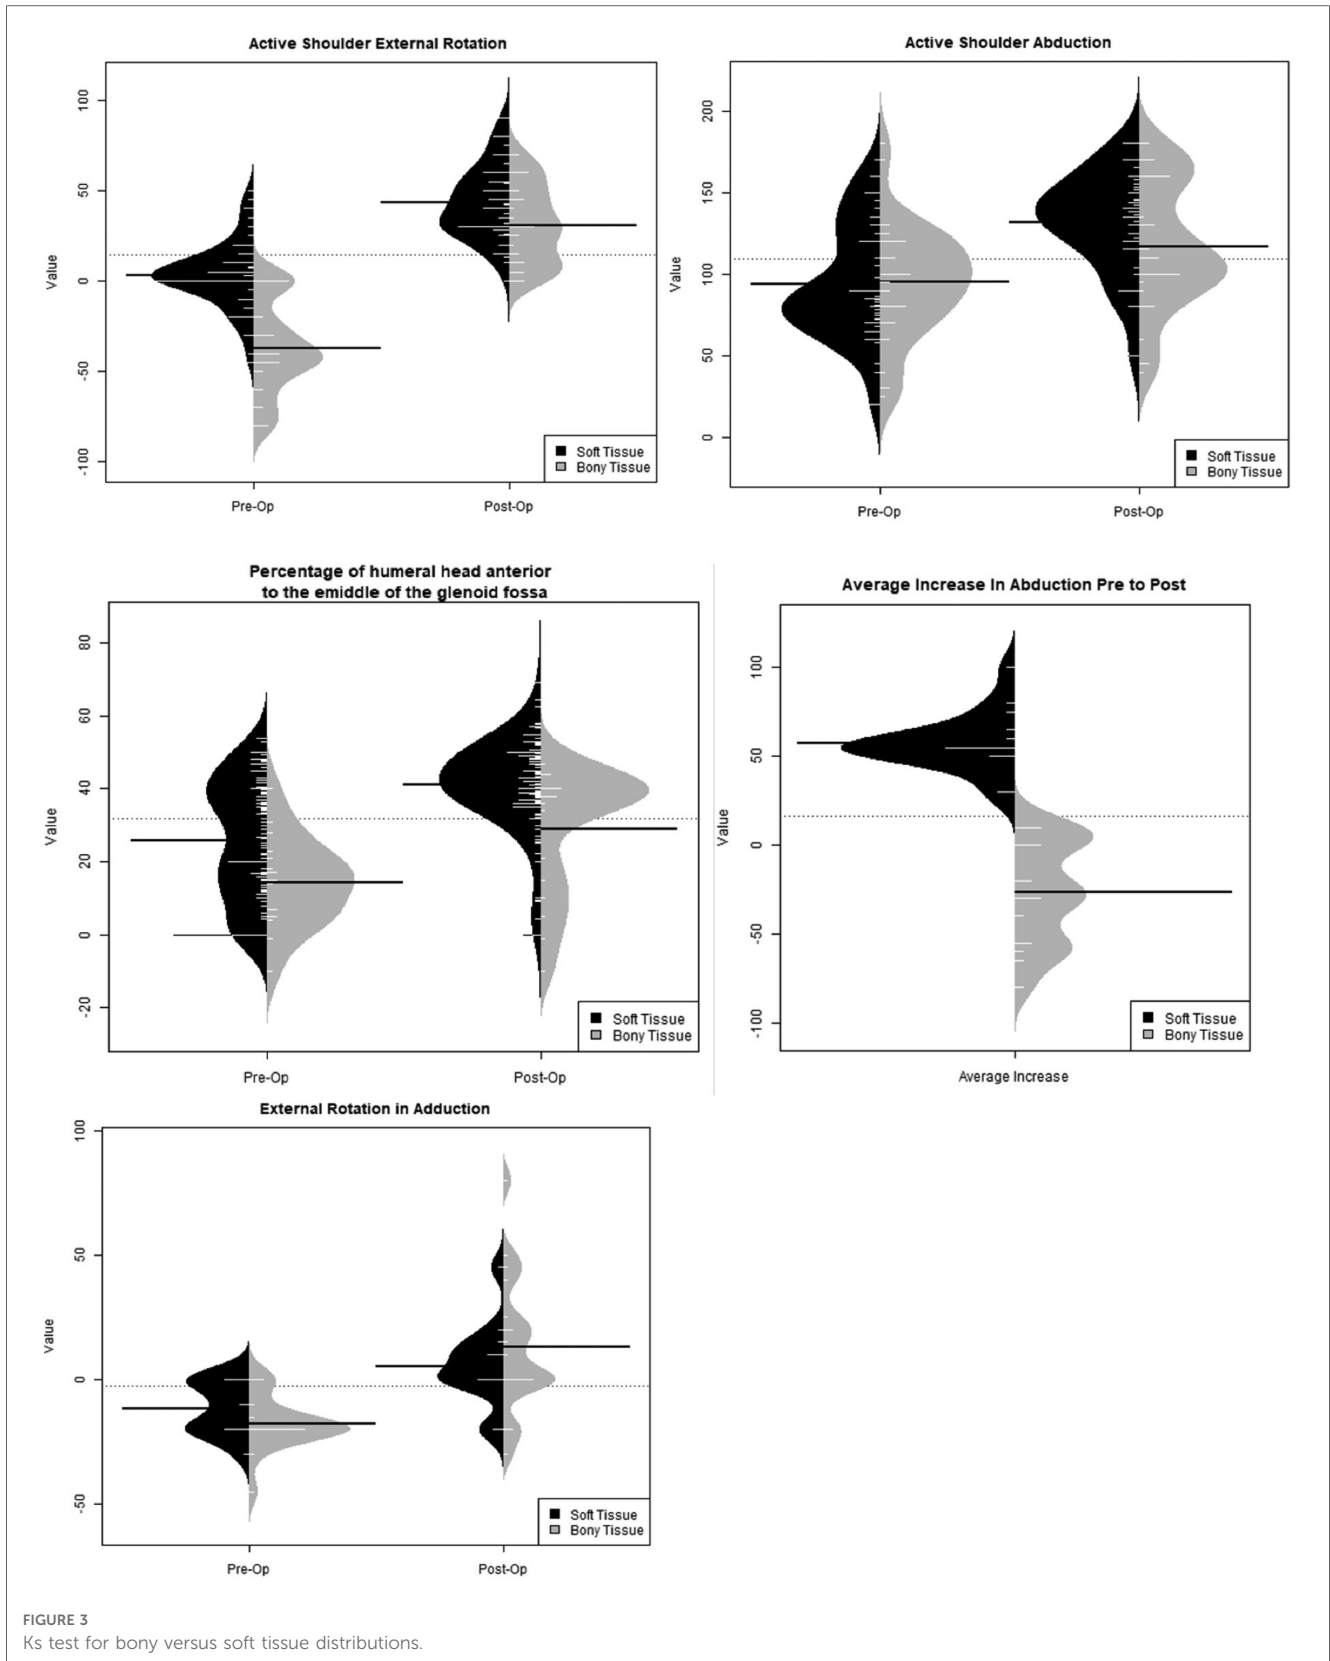 Active Shoulder External Rotation
Value
100
50
0
-50
-100
Soft Tissue
Bony Tissue
Pre-Op
Post-Op
Active Shoulder Abduction
Value
200
150
100
50
0
Soft Tissue
Bony Tissue
Pre-Op
Post-Op
Percentage of humeral head anterior
to the emiddle of the glenoid fossa
Value
80
60
40
20
0
-20
Soft Tissue
Bony Tissue
Pre-Op
Post-Op
Average Increase In Abduction Pre to Post
Value
100
50
0
-50
-100
Soft Tissue
Bony Tissue
Average Increase
External Rotation in Adduction
Value
100
50
0
-50
Soft Tissue
Bony Tissue
Pre-Op
Post-Op
FIGURE 3
Ks test for bony versus soft tissue distributions.